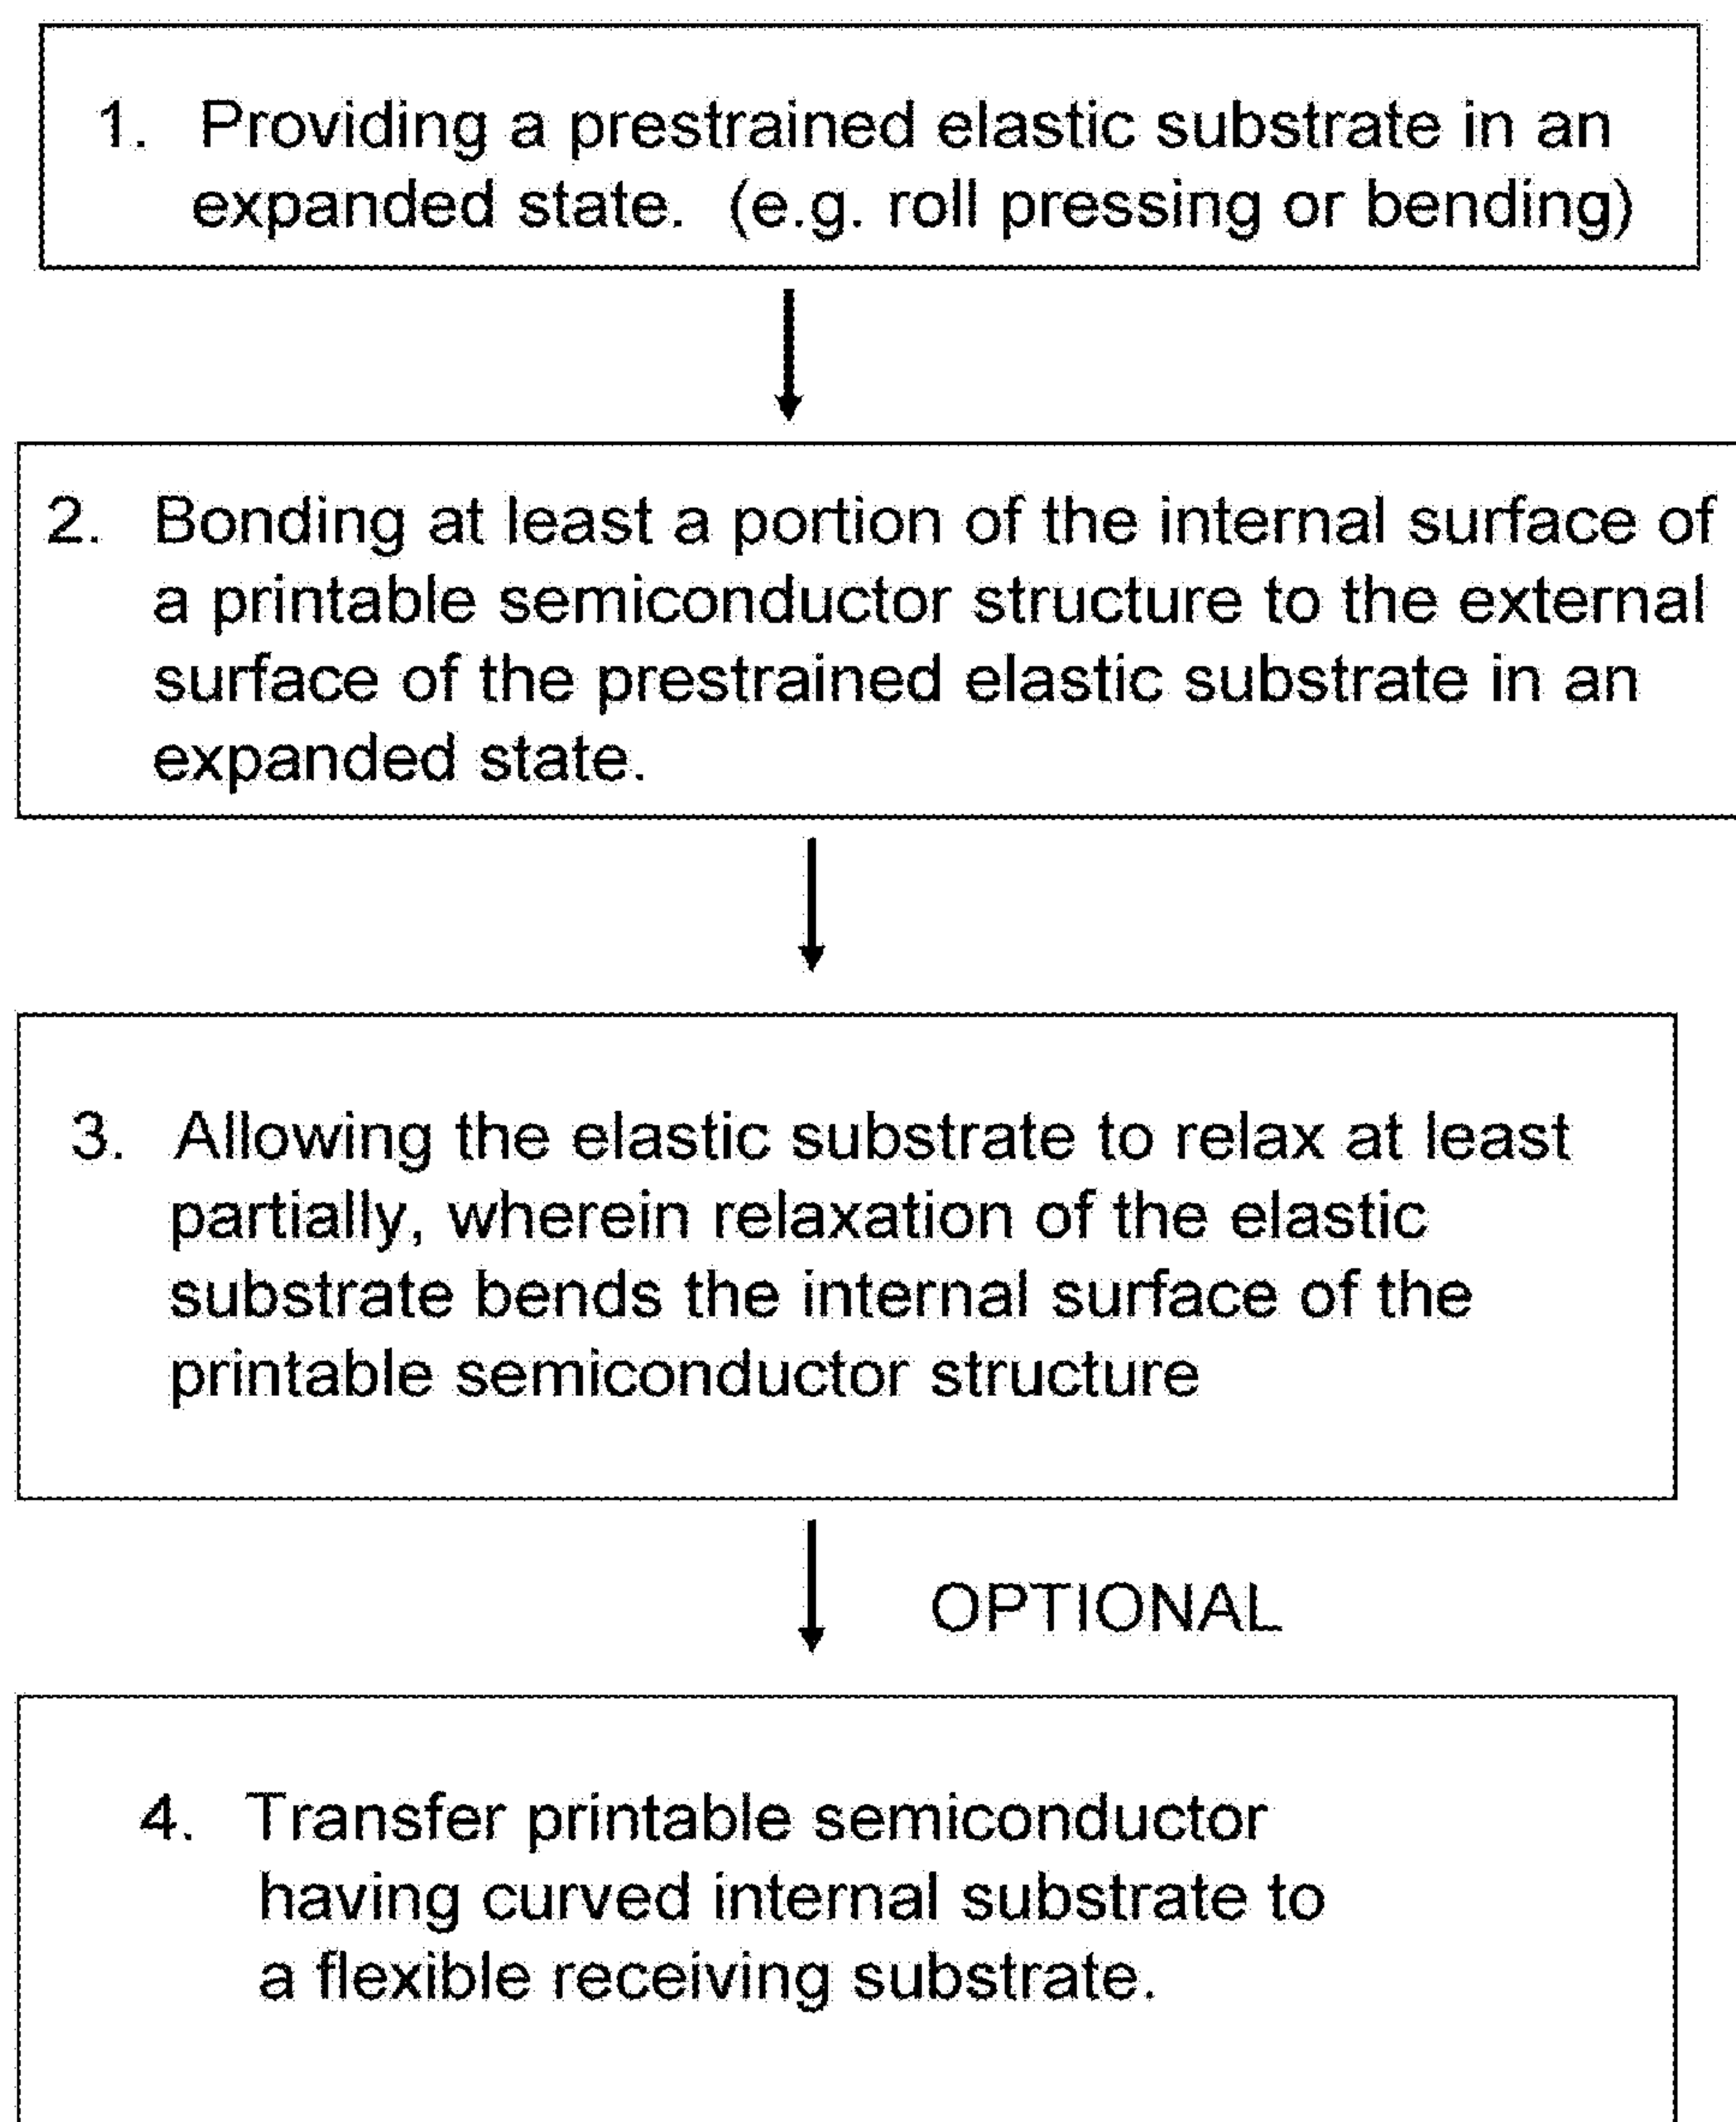 1. Providing a prestrained elastic substrate in an
expanded state. (e.g. roll pressing or bending)
2. Bonding at least a portion of the internal surface of
a printable semiconductor structure to the external
surface of the prestrained elastic substrate in an
expanded state.
3. Allowing the elastic substrate to relax at least
partially, wherein relaxation of the elastic
substrate bends the internal surface of the
printable semiconductor structure
OPTIONAL
4. Transfer printable semiconductor
having curved internal substrate to
a flexible receiving substrate.